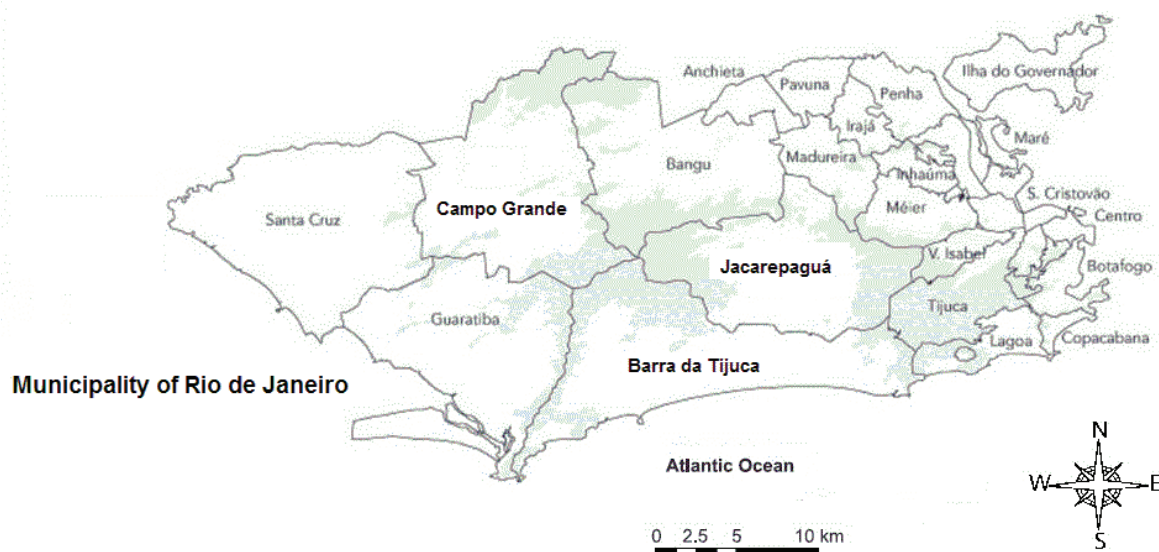 Ilha do Governador
Anchieta
Pavuna
Penha
Irajá
Maré
Bangu
Madureira
Inhaúma
S. Cristovão
Méier
Campo Grande
Santa Cruz
Centro
V. Isabel
Jacarepaguá
Botafogo
Tijuca
Guaratiba
Lagoa
Copacabana
Barra da Tijuca
Municipality of Rio de Janeiro
Atlantic Ocean
N
W
E
S
0 2.5 5 10 km